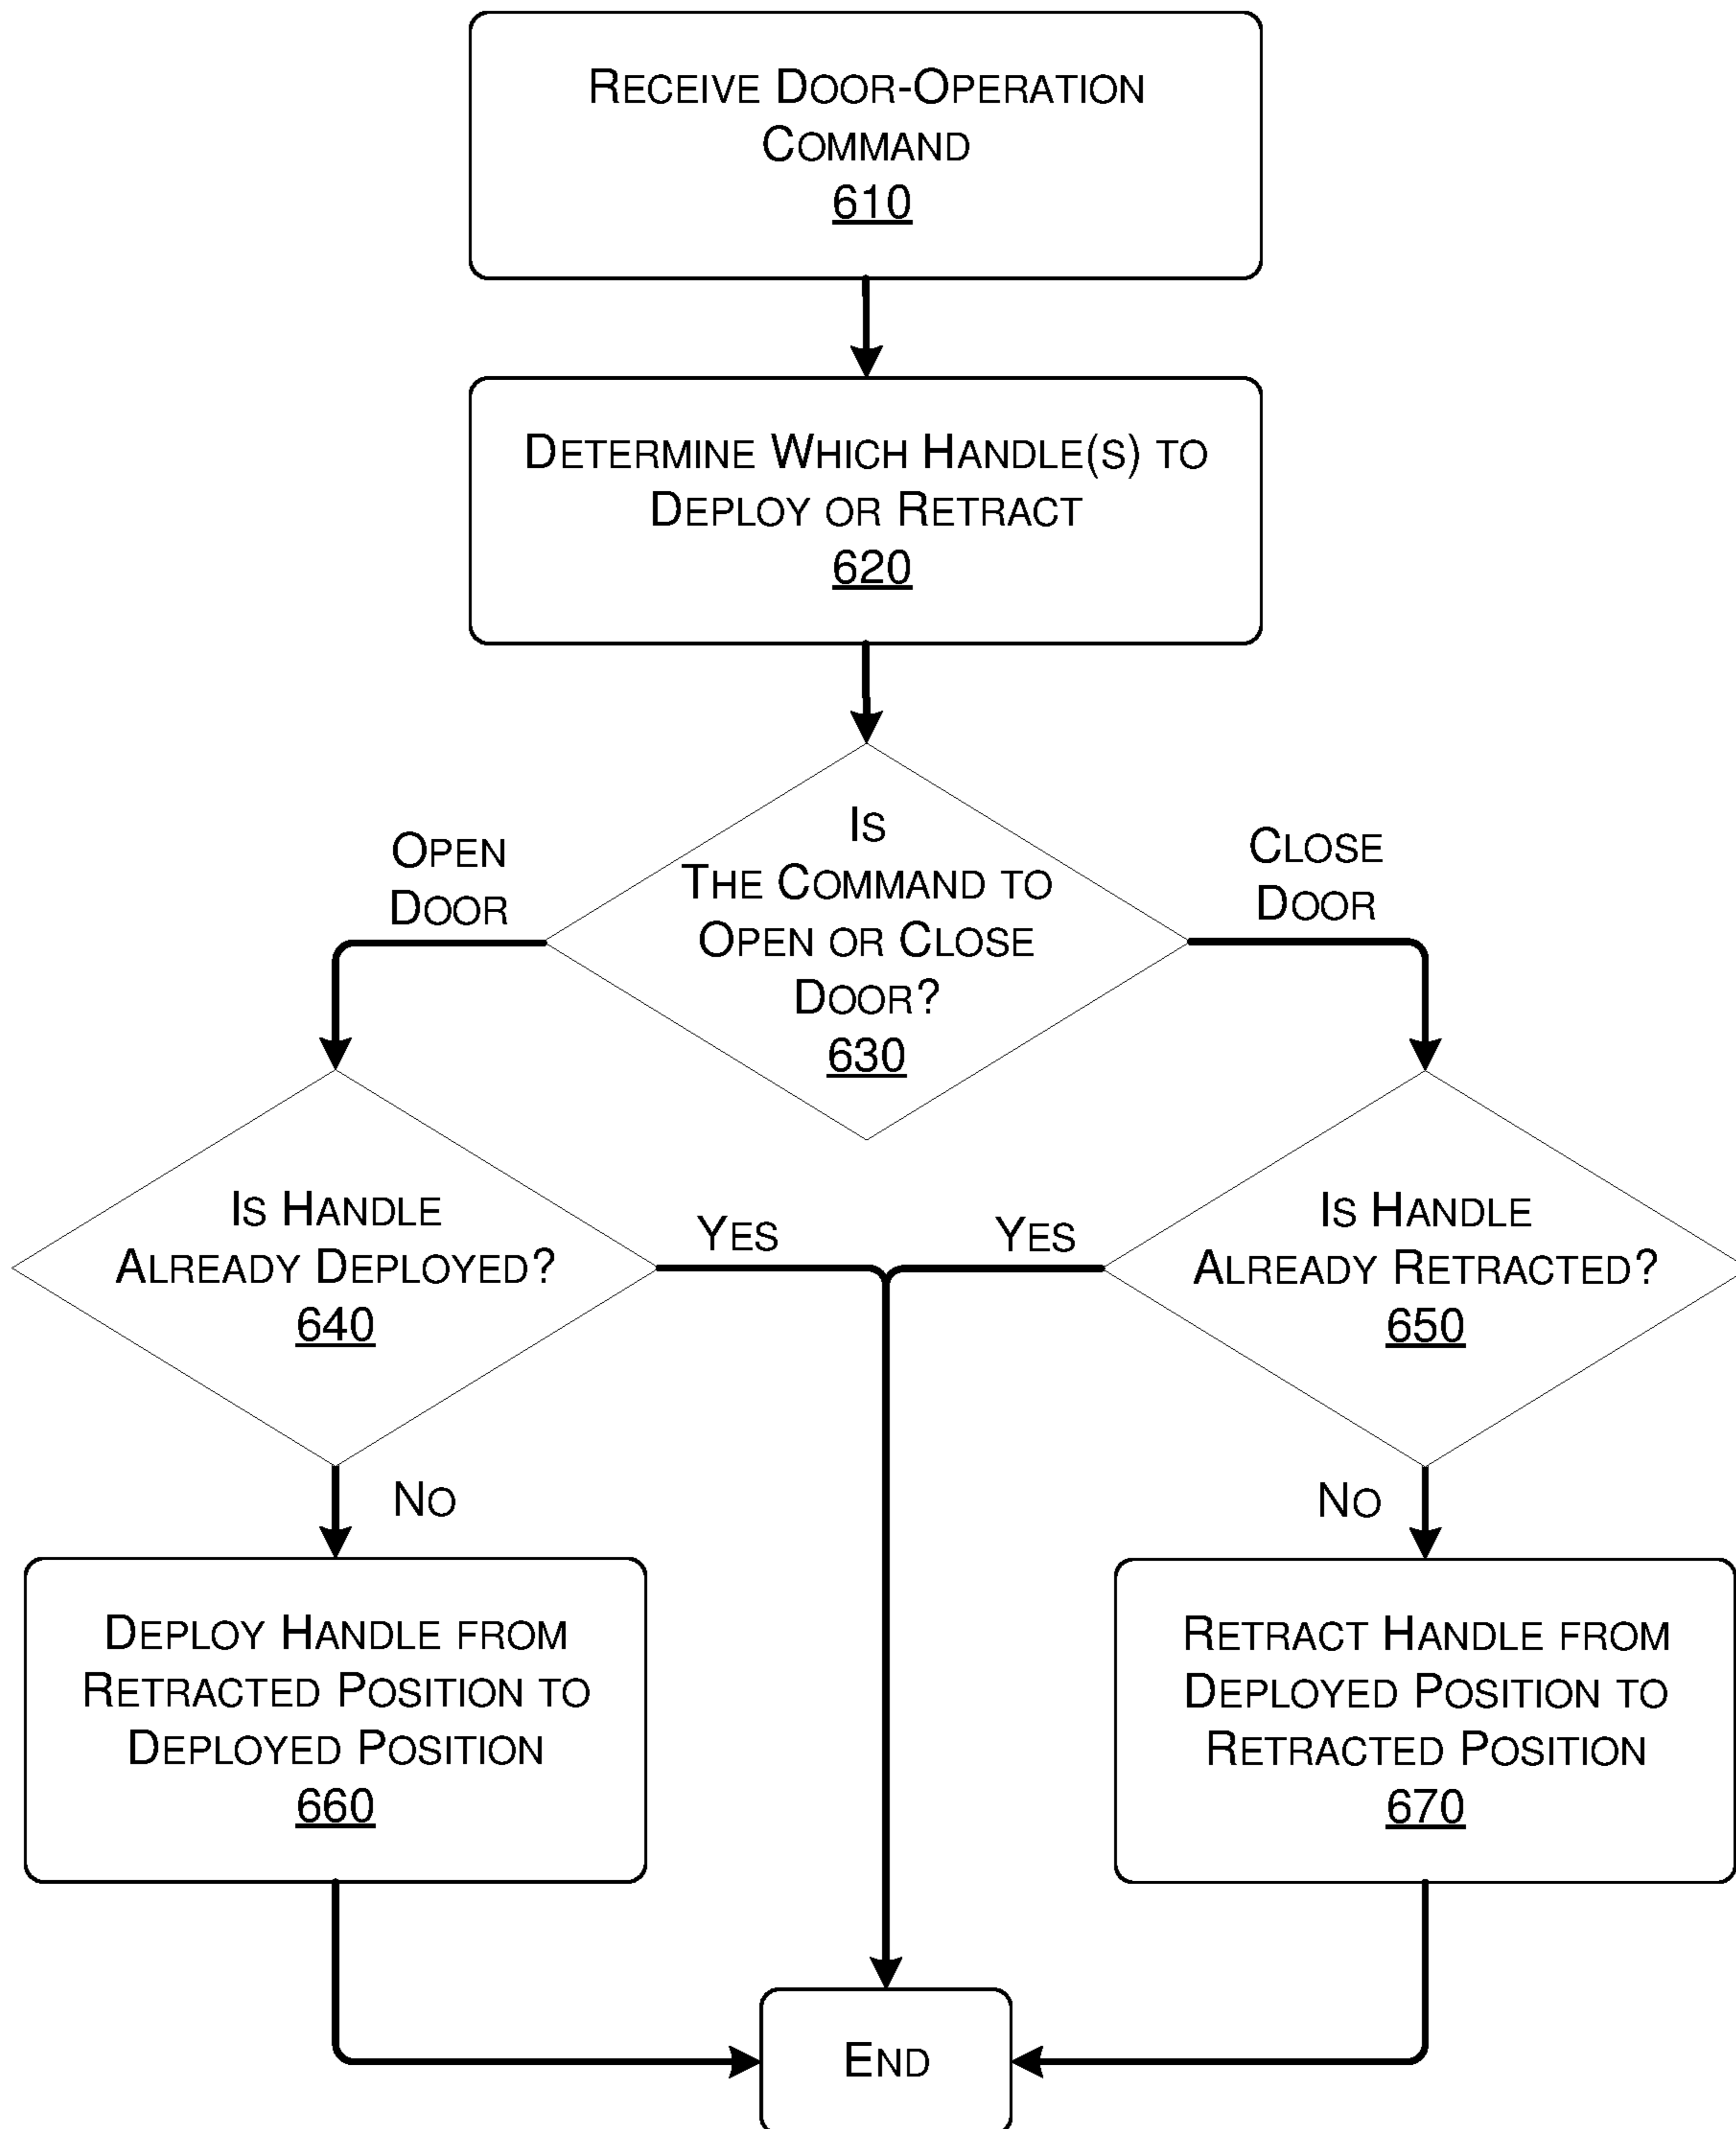 RECEIVE DOOR-OPERATION
COMMAND
610
DETERMINE WHICH HANDLE(S) TO
DEPLOY OR RETRACT
620
IS
THE COMMAND TO
OPEN OR CLOSE
DOOR?
630
OPEN
DOOR
CLOSE
DOOR
IS HANDLE
ALREADY DEPLOYED?
640
YES
YES
IS HANDLE
ALREADY RETRACTED?
650
NO
NO
DEPLOY HANDLE FROM
RETRACTED POSITION TO
DEPLOYED POSITION
660
RETRACT HANDLE FROM
DEPLOYED POSITION TO
RETRACTED POSITION
670
END